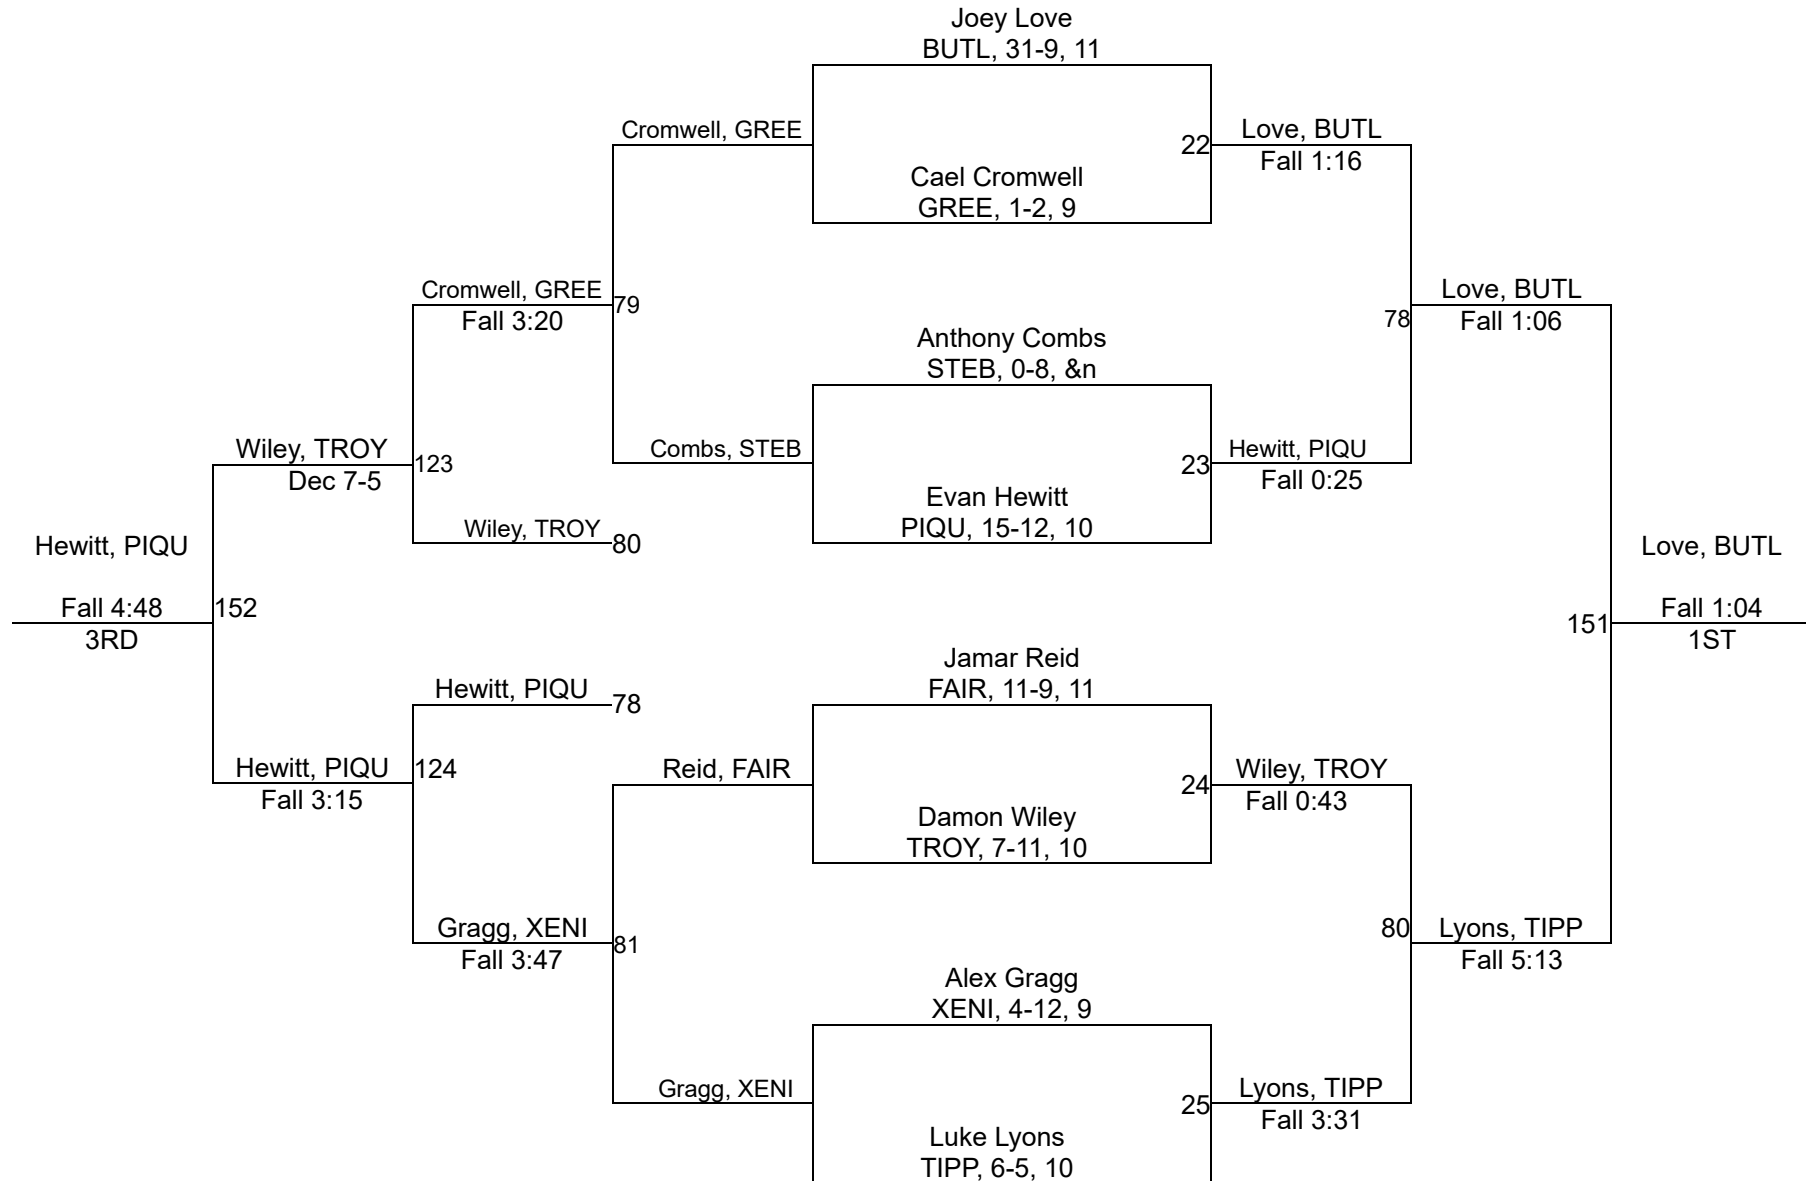 Joey Love
BUTL, 31-9, 11
Cromwell, GREE
22
Love, BUTL
Fall 1:16
Cael Cromwell
GREE, 1-2, 9
Cromwell, GREE
Fall 3:20
79
Love, BUTL
Fall 1:06
78
Anthony Combs
STEB, 0-8, &n
Wiley, TROY
Dec 7-5
123
Combs, STEB
23
Hewitt, PIQU
Fall 0:25
Evan Hewitt
PIQU, 15-12, 10
Wiley, TROY
80
Hewitt, PIQU
Fall 4:48
3RD
152
Love, BUTL
151
Fall 1:04
1ST
Jamar Reid
FAIR, 11-9, 11
Hewitt, PIQU
78
Hewitt, PIQU
Fall 3:15
124
Reid, FAIR
24
Wiley, TROY
Fall 0:43
Damon Wiley
TROY, 7-11, 10
Gragg, XENI
Fall 3:47
81
80
Lyons, TIPP
Fall 5:13
Alex Gragg
XENI, 4-12, 9
Gragg, XENI
25
Lyons, TIPP
Fall 3:31
Luke Lyons
TIPP, 6-5, 10